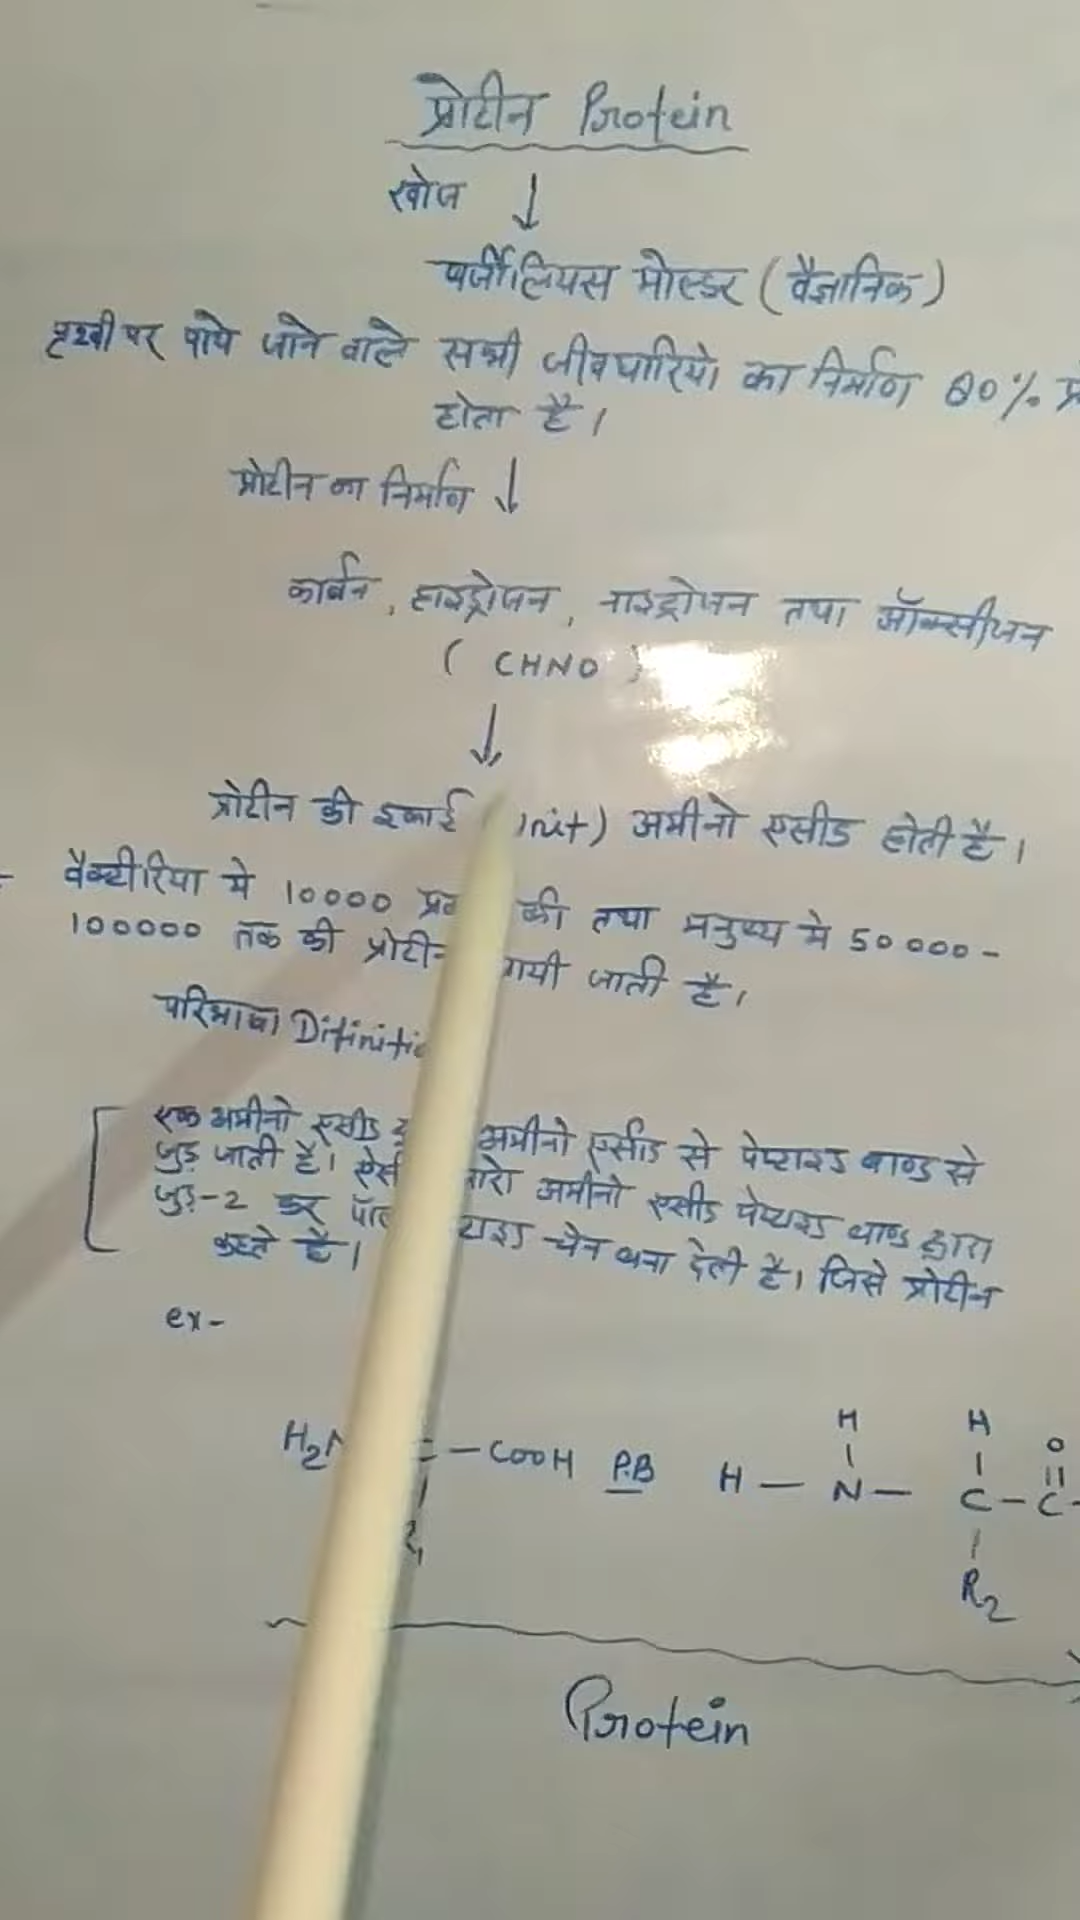 प्रोटीन Protein
खोज ↓
पर्जीलियस मोल्डर (वैज्ञानिक)
पृथ्वी पर पाये जाने वाले सभी जीवधारियो का निर्माण 80%
होता है।
प्रोटीन का निर्माण ↓
कार्बन, हाइड्रोजन, नाइट्रोजन तथा ऑक्सीजन
( CHNO )
↓
प्रोटीन की इकाई nit) अमीनो एसीड होती है।
वैक्टीरिया मे 10000 की तथा मनुष्य मे 50000-
100000 तक की प्रोटीन जाती है।
परिभाषा Difinitio
एक अमीनो एसीड अमीनो एसीड से पेप्टाइड बाण्ड से
जुड़ जाती है। अमीनो एसीड पेप्टाइड बाण्ड द्वारा
जुड़-2 कर टाइड चेन बना देती है। जिसे प्रोटीन
कहते है।
ex-
H H O
H₂N C - COOH P.B H - N - C - C -
R₂
Protein